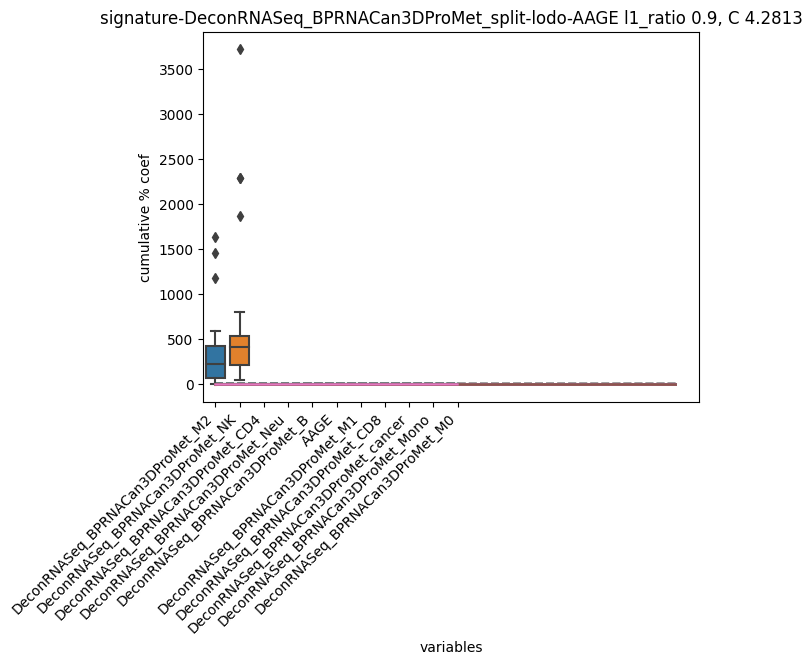 signature-DeconRNASeq_BPRNACan3DProMet_split-lodo-AAGE l1_ratio 0.9, C 4.2813
3500
3000
2500
2000
1500
1000
500
0
cumulative % coef
DeconRNASeq_BPRNACan3DProMet_M2
DeconRNASeq_BPRNACan3DProMet_NK
DeconRNASeq_BPRNACan3DProMet_CD4
DeconRNASeq_BPRNACan3DProMet_Neu
DeconRNASeq_BPRNACan3DProMet_B
AAGE
DeconRNASeq_BPRNACan3DProMet_M1
DeconRNASeq_BPRNACan3DProMet_CD8
DeconRNASeq_BPRNACan3DProMet_cancer
DeconRNASeq_BPRNACan3DProMet_Mono
DeconRNASeq_BPRNACan3DProMet_M0
variables